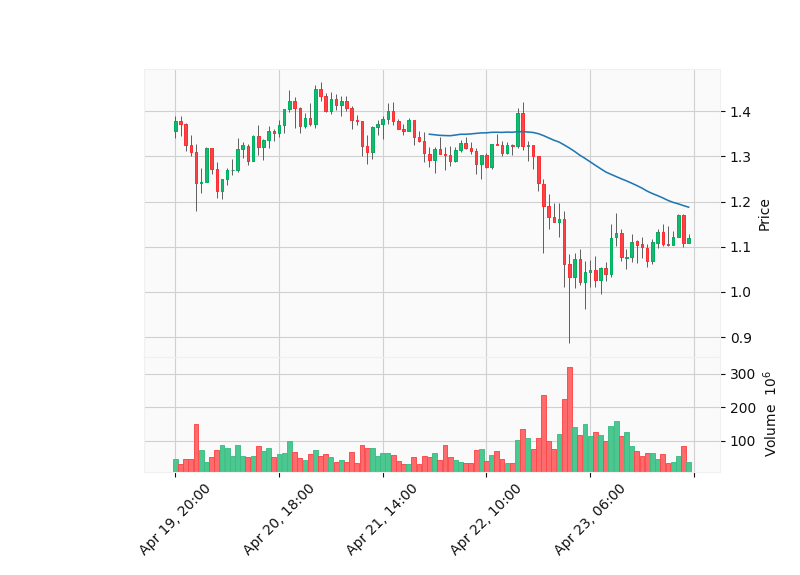 1.4
1.3
1.2
1.1
1.0
0.9
Price
300
200
100
Volume 10^6
Apr 19, 20:00
Apr 20, 18:00
Apr 21, 14:00
Apr 22, 10:00
Apr 23, 06:00